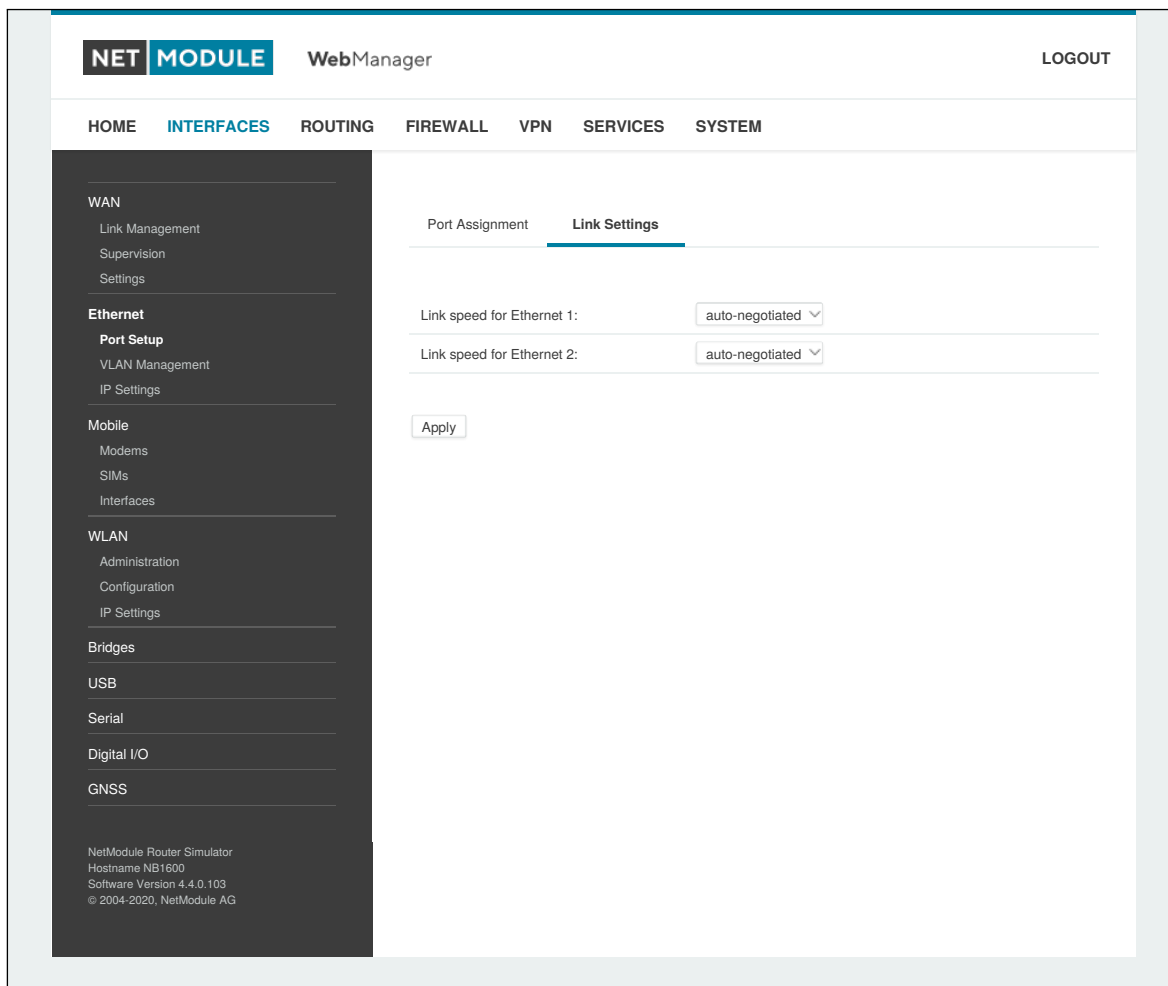 NET MODULE WebManager LOGOUT
HOME INTERFACES ROUTING FIREWALL VPN SERVICES SYSTEM
WAN
Link Management
Supervision
Settings
Ethernet
Port Setup
VLAN Management
IP Settings
Mobile
Modems
SIMs
Interfaces
WLAN
Administration
Configuration
IP Settings
Bridges
USB
Serial
Digital I/O
GNSS
NetModule Router Simulator
Hostname NB1600
Software Version 4.4.0.103
© 2004-2020, NetModule AG
Port Assignment Link Settings
Link speed for Ethernet 1: auto-negotiated
Link speed for Ethernet 2: auto-negotiated
Apply